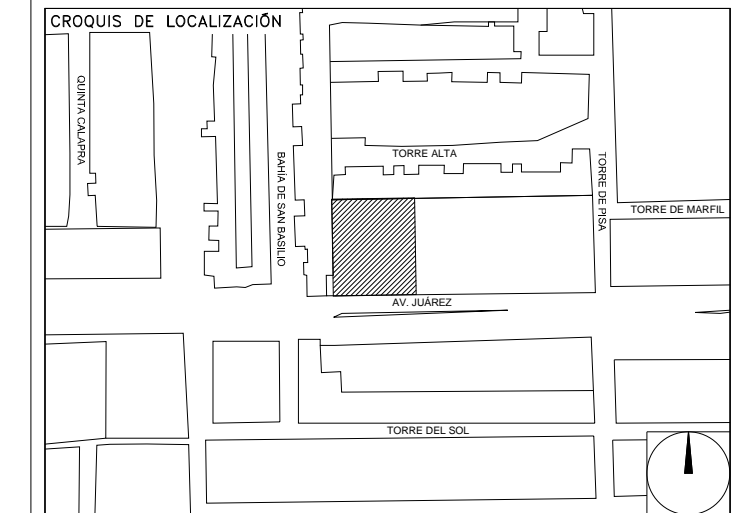 CROQUIS DE LOCALIZACIÓN
QUINTA CALAPRA
BAHÍA DE SAN BASILIO
TORRE ALTA
TORRE DE PISA
TORRE DE MARFIL
AV. JUÁREZ
TORRE DEL SOL